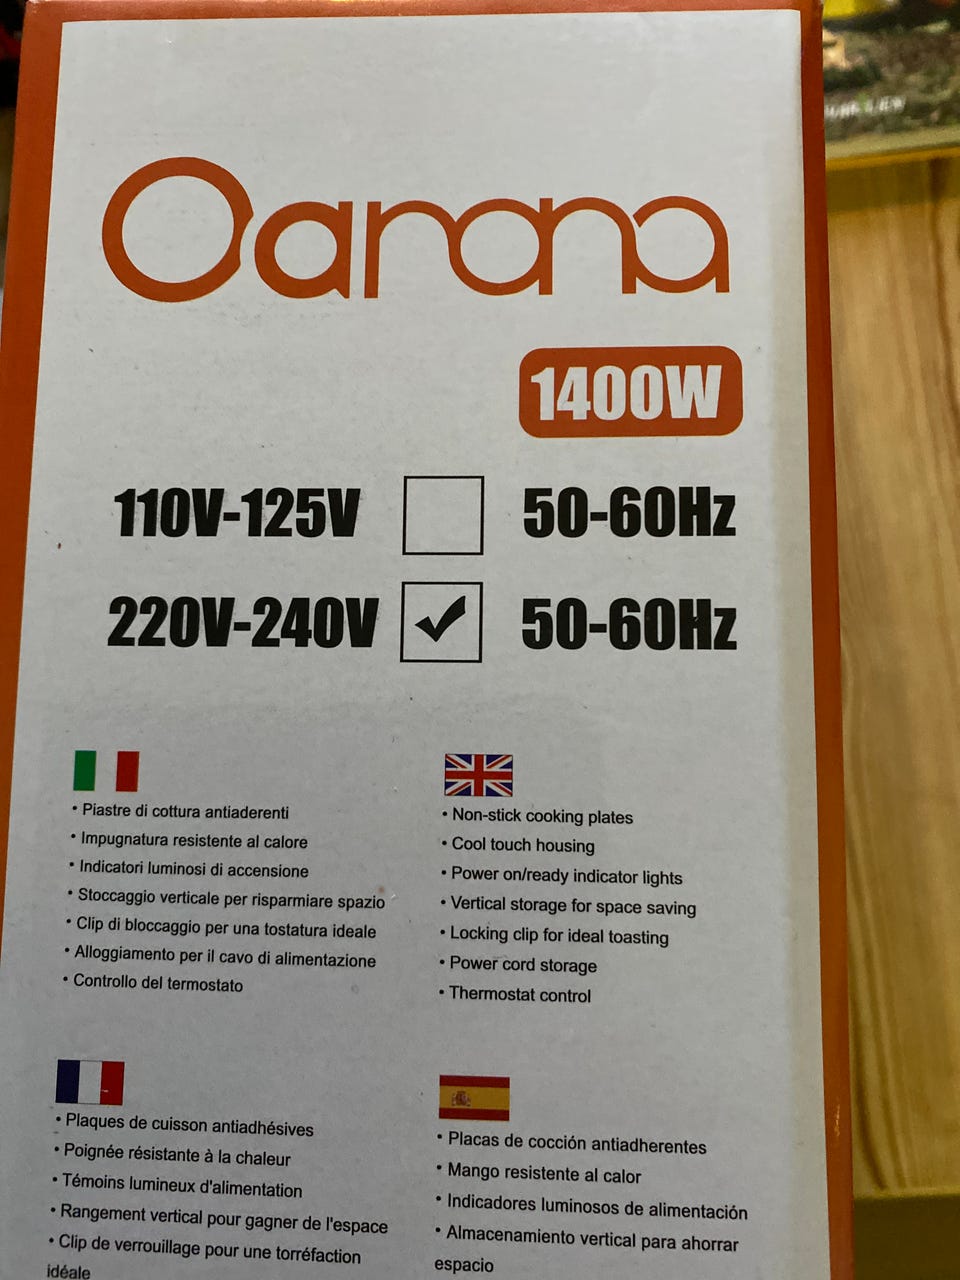 Oarona
1400W
110V-125V 50-60Hz
220V-240V ✓ 50-60Hz
• Piastre di cottura antiaderenti
• Impugnatura resistente al calore
• Indicatori luminosi di accensione
• Stoccaggio verticale per risparmiare spazio
• Clip di bloccaggio per una tostatura ideale
• Alloggiamento per il cavo di alimentazione
• Controllo del termostato
• Non-stick cooking plates
• Cool touch housing
• Power on/ready indicator lights
• Vertical storage for space saving
• Locking clip for ideal toasting
• Power cord storage
• Thermostat control
• Plaques de cuisson antiadhésives
• Poignée résistante à la chaleur
• Témoins lumineux d'alimentation
• Rangement vertical pour gagner de l'espace
• Clip de verrouillage pour une torréfaction
idéale
• Placas de cocción antiadherentes
• Mango resistente al calor
• Indicadores luminosos de alimentación
• Almacenamiento vertical para ahorrar
espacio